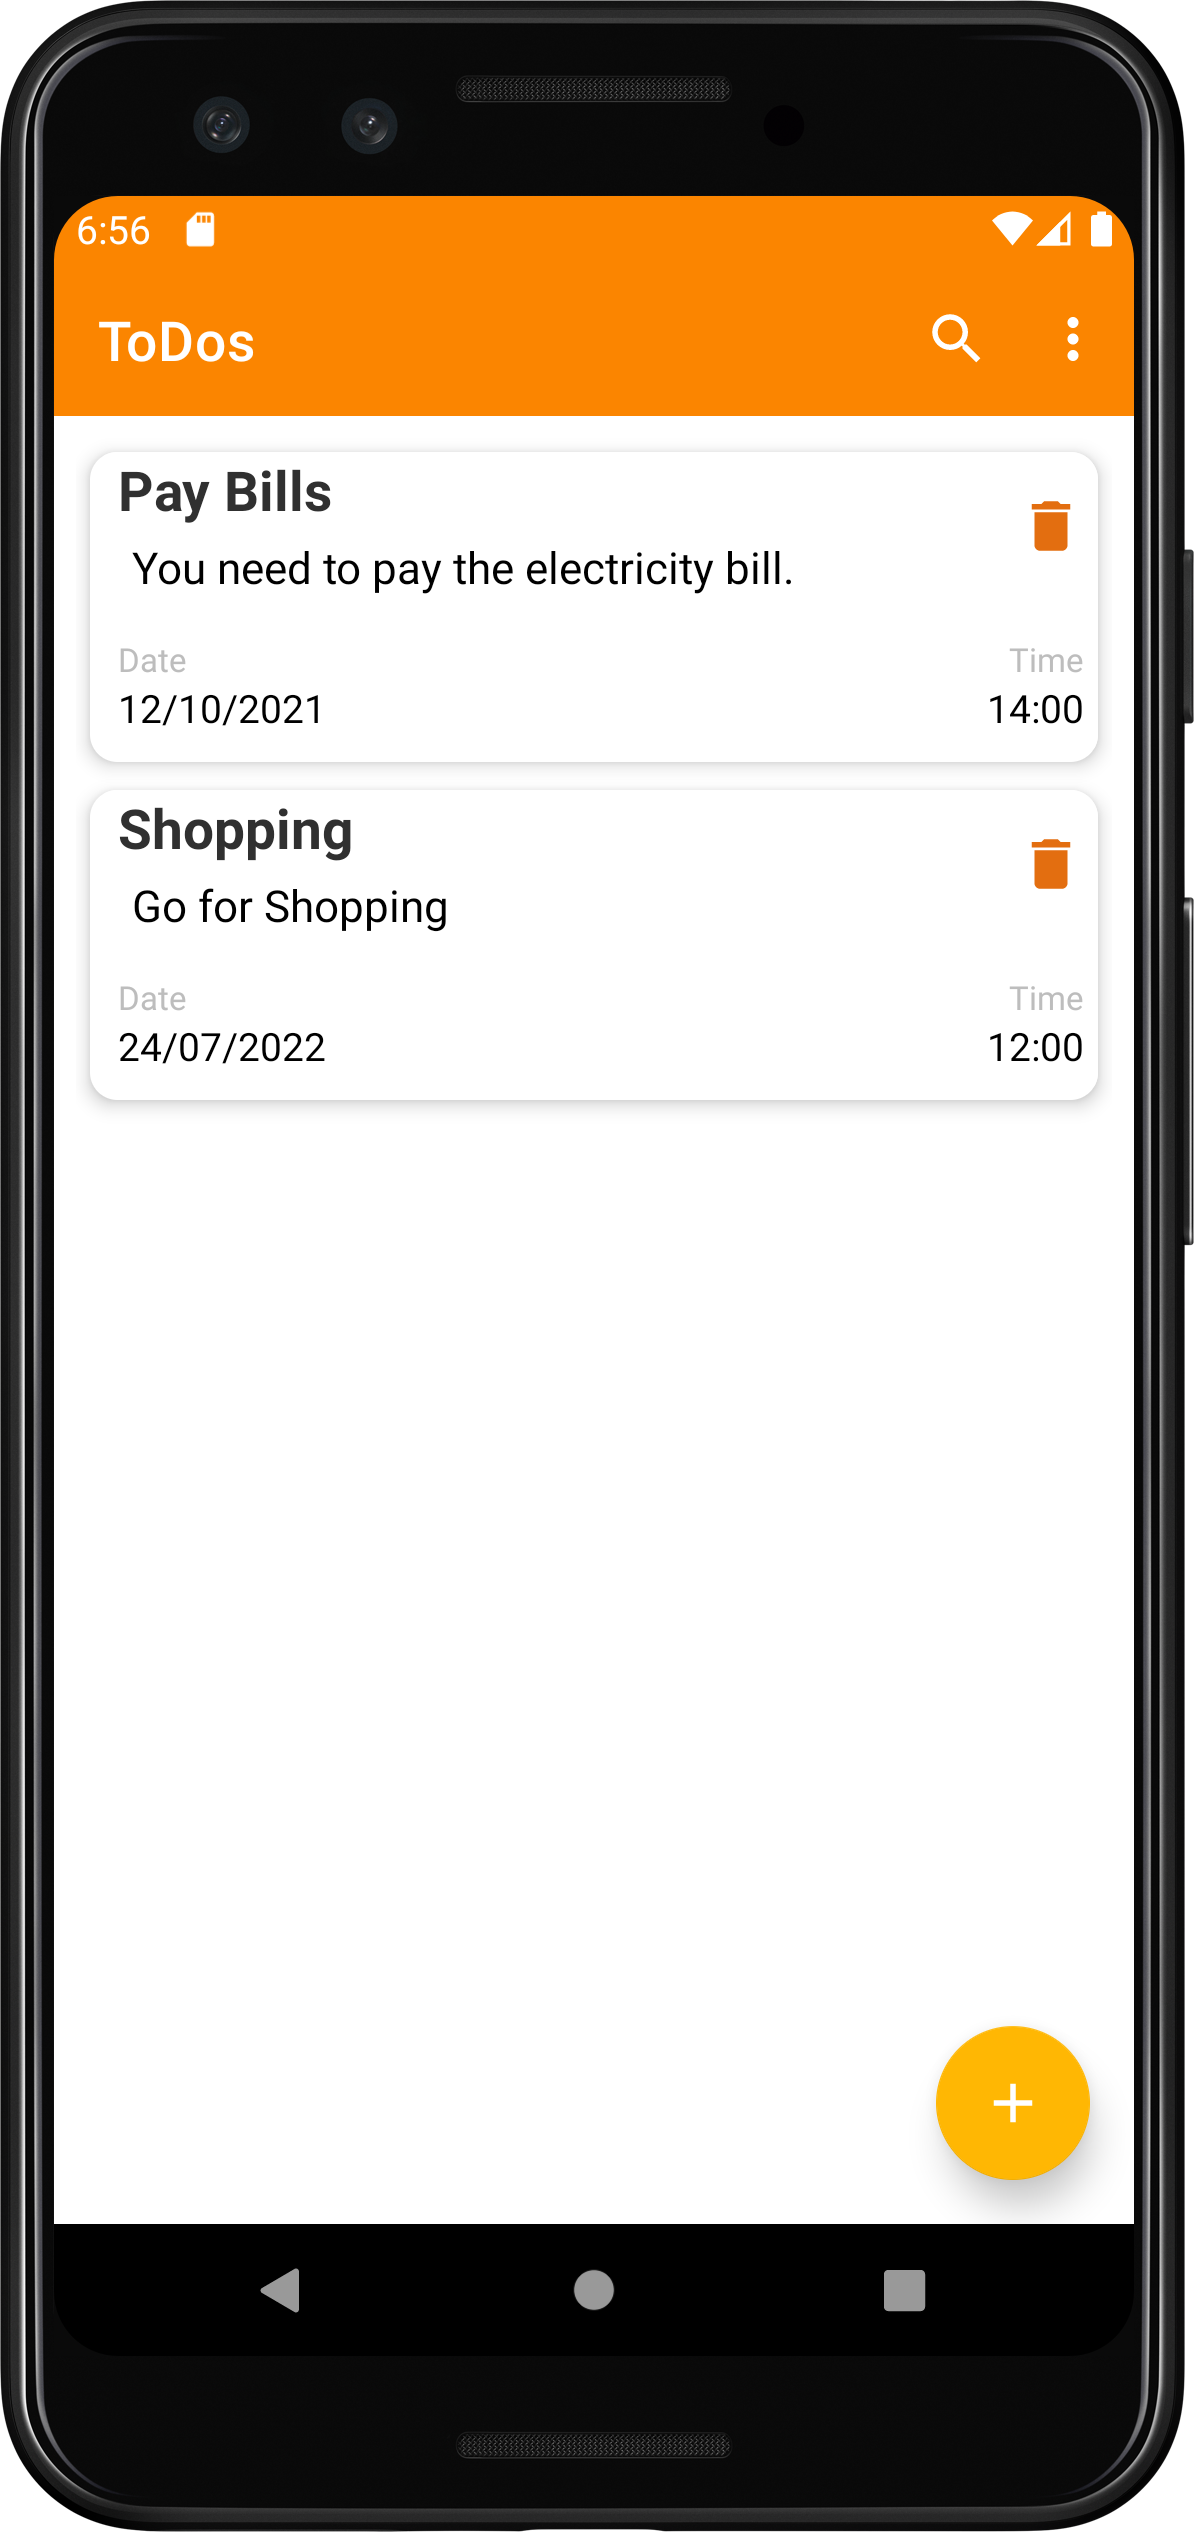 6:56
ToDos
Pay Bills
You need to pay the electricity bill.
Date Time
12/10/2021 14:00
Shopping
Go for Shopping
Date Time
24/07/2022 12:00